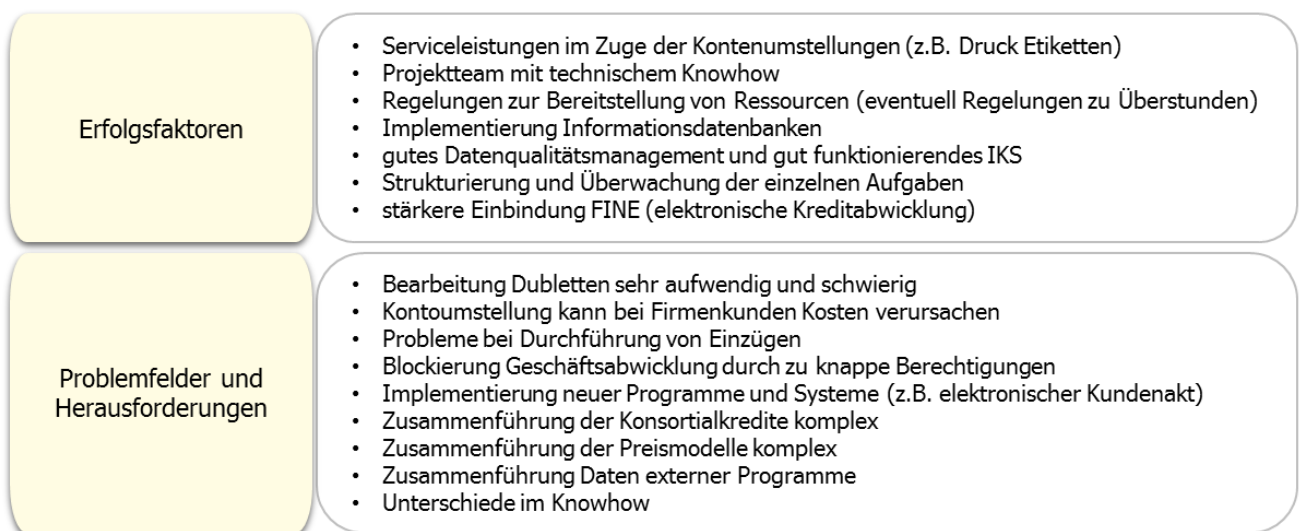 Erfolgsfaktoren
• Serviceleistungen im Zuge der Kontenumstellungen (z.B. Druck Etiketten)
• Projektteam mit technischem Knowhow
• Regelungen zur Bereitstellung von Ressourcen (eventuell Regelungen zu Überstunden)
• Implementierung Informationsdatenbanken
• gutes Datenqualitätsmanagement und gut funktionierendes IKS
• Strukturierung und Überwachung der einzelnen Aufgaben
• stärkere Einbindung FINE (elektronische Kreditabwicklung)
Problemfelder und
Herausforderungen
• Bearbeitung Dubletten sehr aufwendig und schwierig
• Kontoumstellung kann bei Firmenkunden Kosten verursachen
• Probleme bei Durchführung von Einzügen
• Blockierung Geschäftsabwicklung durch zu knappe Berechtigungen
• Implementierung neuer Programme und Systeme (z.B. elektronischer Kundenakt)
• Zusammenführung der Konsortialkredite komplex
• Zusammenführung der Preismodelle komplex
• Zusammenführung Daten externer Programme
• Unterschiede im Knowhow